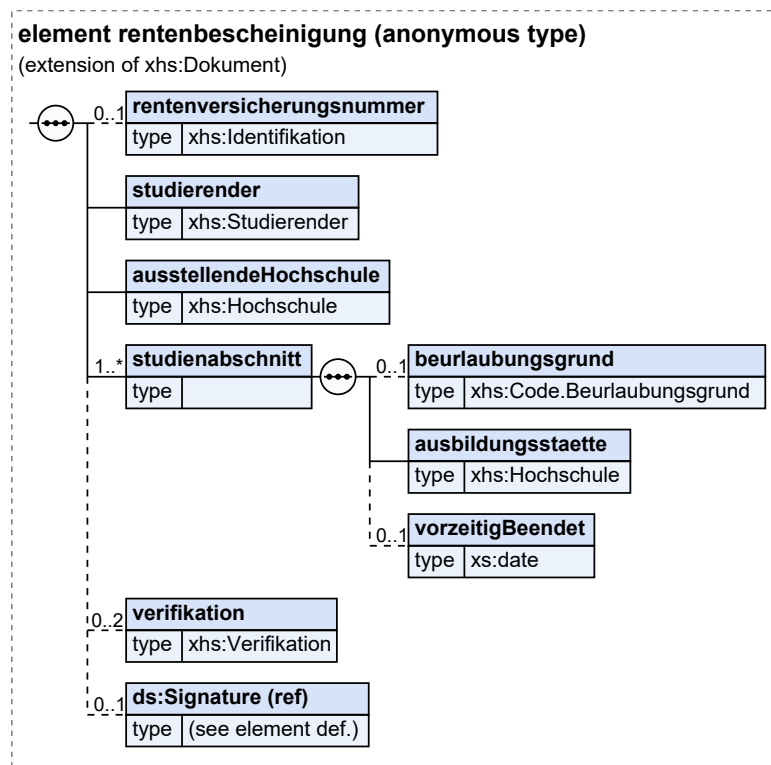 element rentenbescheinigung (anonymous type)
(extension of xhs:Dokument)
0..1 rentenversicherungsnummer
type xhs:Identifikation
studierender
type xhs:Studierender
ausstellendeHochschule
type xhs:Hochschule
1..* studienabschnitt
type
0..1 beurlaubungsgrund
type xhs:Code.Beurlaubungsgrund
ausbildungsstaette
type xhs:Hochschule
0..1 vorzeitigBeendet
type xs:date
0..2 verifikation
type xhs:Verifikation
0..1 ds:Signature (ref)
type (see element def.)